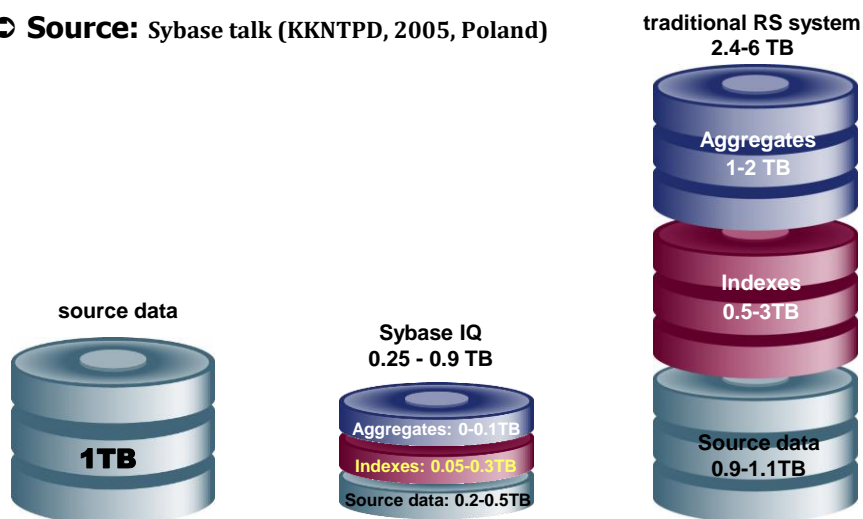 ➲ Source: Sybase talk (KKNTPD, 2005, Poland)
traditional RS system
2.4-6 TB
Aggregates
1-2 TB
Indexes
0.5-3TB
Source data
0.9-1.1TB
source data
1TB
Sybase IQ
0.25 - 0.9 TB
Aggregates: 0-0.1TB
Indexes: 0.05-0.3TB
Source data: 0.2-0.5TB